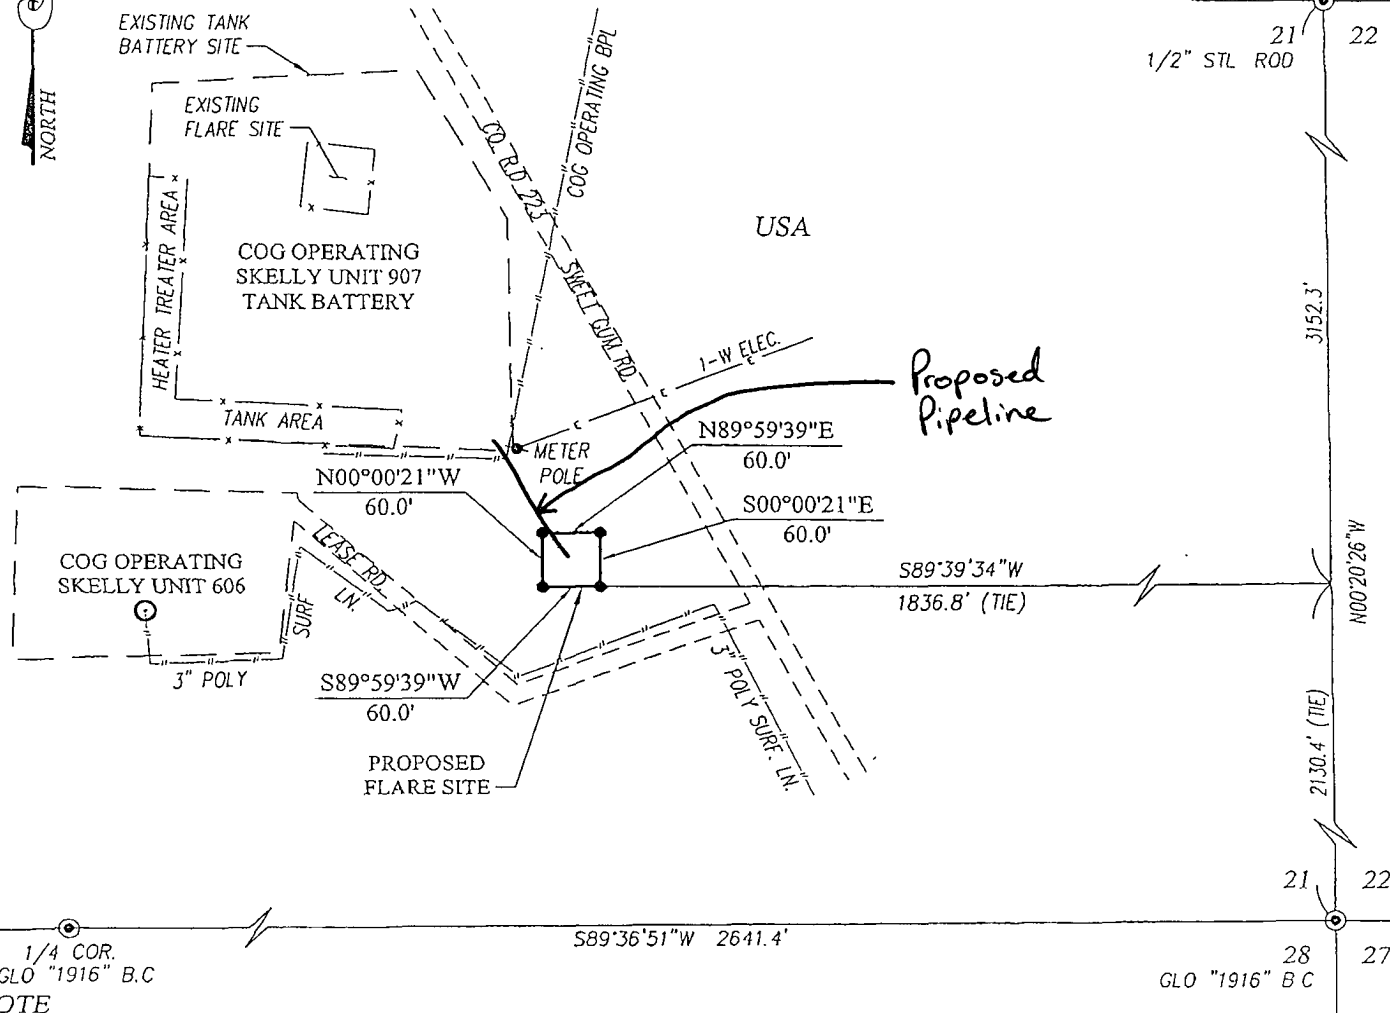 EXISTING TANK
BATTERY SITE
NORTH
EXISTING
FLARE SITE
HEATER TREATER AREA
COG OPERATING
SKELLY UNIT 907
TANK BATTERY
TANK AREA
COG OPERATING BPL
CO. R.D 223
SWEET GUM RD.
USA
21
22
1/2" STL ROD
3152.3'
1-W ELEC.
Proposed
Pipeline
METER
POLE
N89°59'39"E
60.0'
N00°00'21"W
60.0'
S00°00'21"E
60.0'
COG OPERATING
SKELLY UNIT 606
LEASE RD.
SURF
LN.
3" POLY
S89°39'34"W
1836.8' (TIE)
N00°20'26"W
S89°59'39"W
60.0'
3" POLY SURF. LN.
2130.4' (TIE)
PROPOSED
FLARE SITE
21
22
1/4 COR.
GLO "1916" B.C
S89°36'51"W 2641.4'
28
27
GLO "1916" B C
OTE